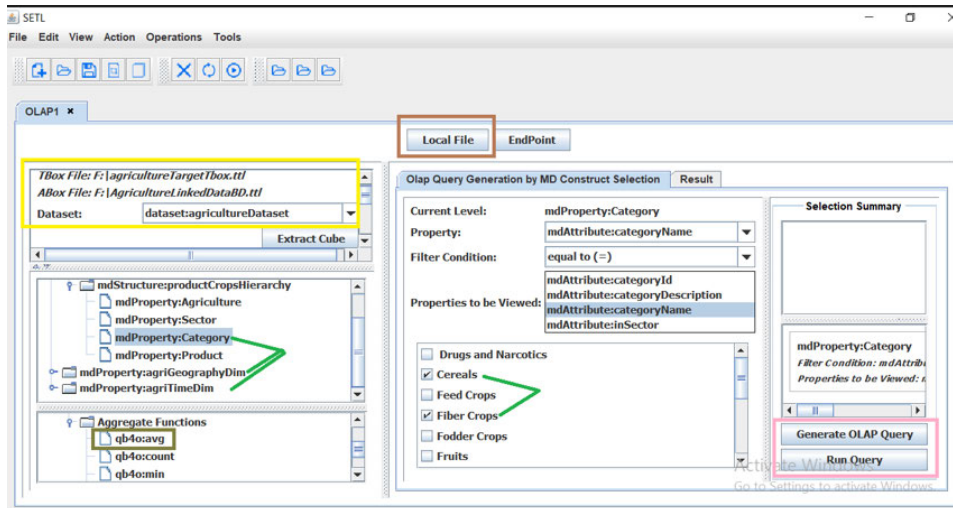 SETL
File Edit View Action Operations Tools
OLAP1 ×
Local File EndPoint
TBox File: F:\agricultureTargetTbox.ttl
ABox File: F:\AgricultureLinkedDataBD.ttl
Dataset: dataset:agricultureDataset
Extract Cube
mdStructure:productCropsHierarchy
mdProperty:Agriculture
mdProperty:Sector
mdProperty:Category
mdProperty:Product
mdProperty:agriGeographyDim
mdProperty:agriTimeDim
Aggregate Functions
qb4o:avg
qb4o:count
qb4o:min
Olap Query Generation by MD Construct Selection Result
Current Level: mdProperty:Category
Property: mdAttribute:categoryName
Filter Condition: equal to (=)
Properties to be Viewed:
mdAttribute:categoryId
mdAttribute:categoryDescription
mdAttribute:categoryName
mdAttribute:inSector
Drugs and Narcotics
Cereals
Feed Crops
Fiber Crops
Fodder Crops
Fruits
Selection Summary
mdProperty:Category
Filter Condition: mdAttrib
Properties to be Viewed:
Generate OLAP Query
Run Query
Activate Windows
Go to Settings to activate Windows.